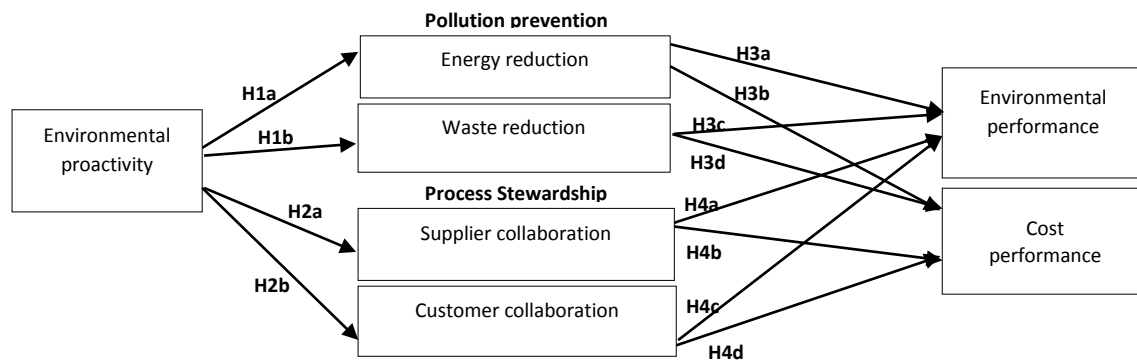 Pollution prevention
Energy reduction
H3a
H1a
H3b
Environmental
performance
Environmental
proactivity
H1b
Waste reduction
H3c
H3d
Process Stewardship
H2a
H4a
Supplier collaboration
H4b
Cost
performance
H2b
Customer collaboration
H4c
H4d